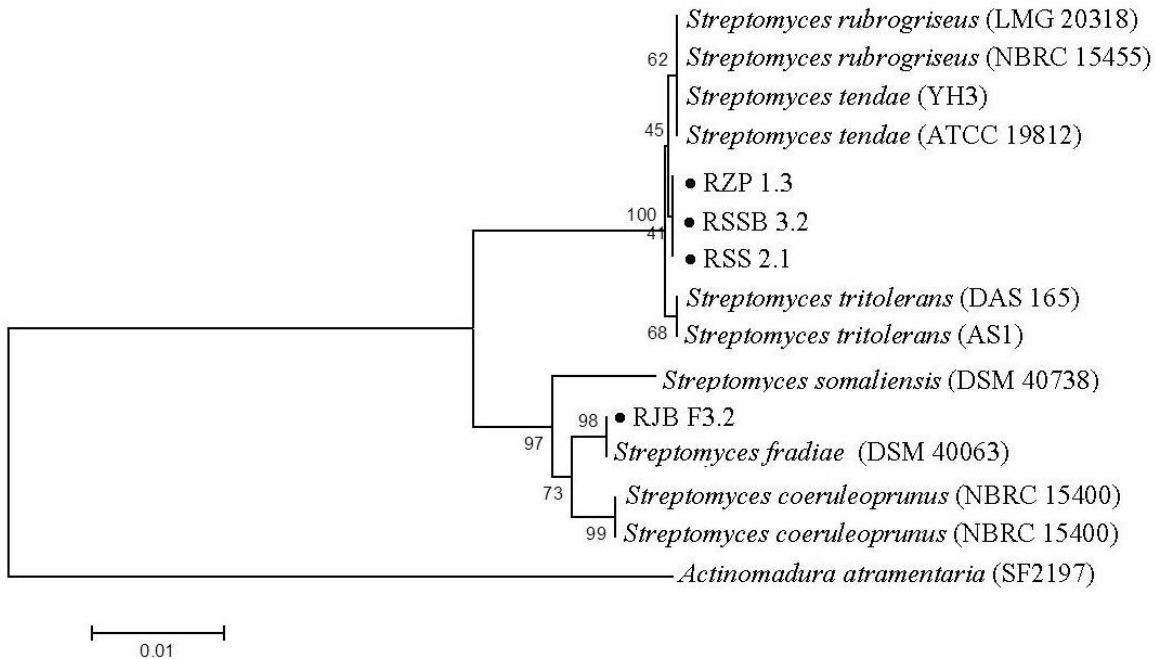 Streptomyces rubrogriseus (LMG 20318)
62
Streptomyces rubrogriseus (NBRC 15455)
Streptomyces tendae (YH3)
45
Streptomyces tendae (ATCC 19812)
● RZP 1.3
100
● RSSB 3.2
41
● RSS 2.1
Streptomyces tritolerans (DAS 165)
68
Streptomyces tritolerans (AS1)
Streptomyces somaliensis (DSM 40738)
98
● RJB F3.2
97
Streptomyces fradiae (DSM 40063)
73
Streptomyces coeruleoprunus (NBRC 15400)
99
Streptomyces coeruleoprunus (NBRC 15400)
Actinomadura atramentaria (SF2197)
0.01